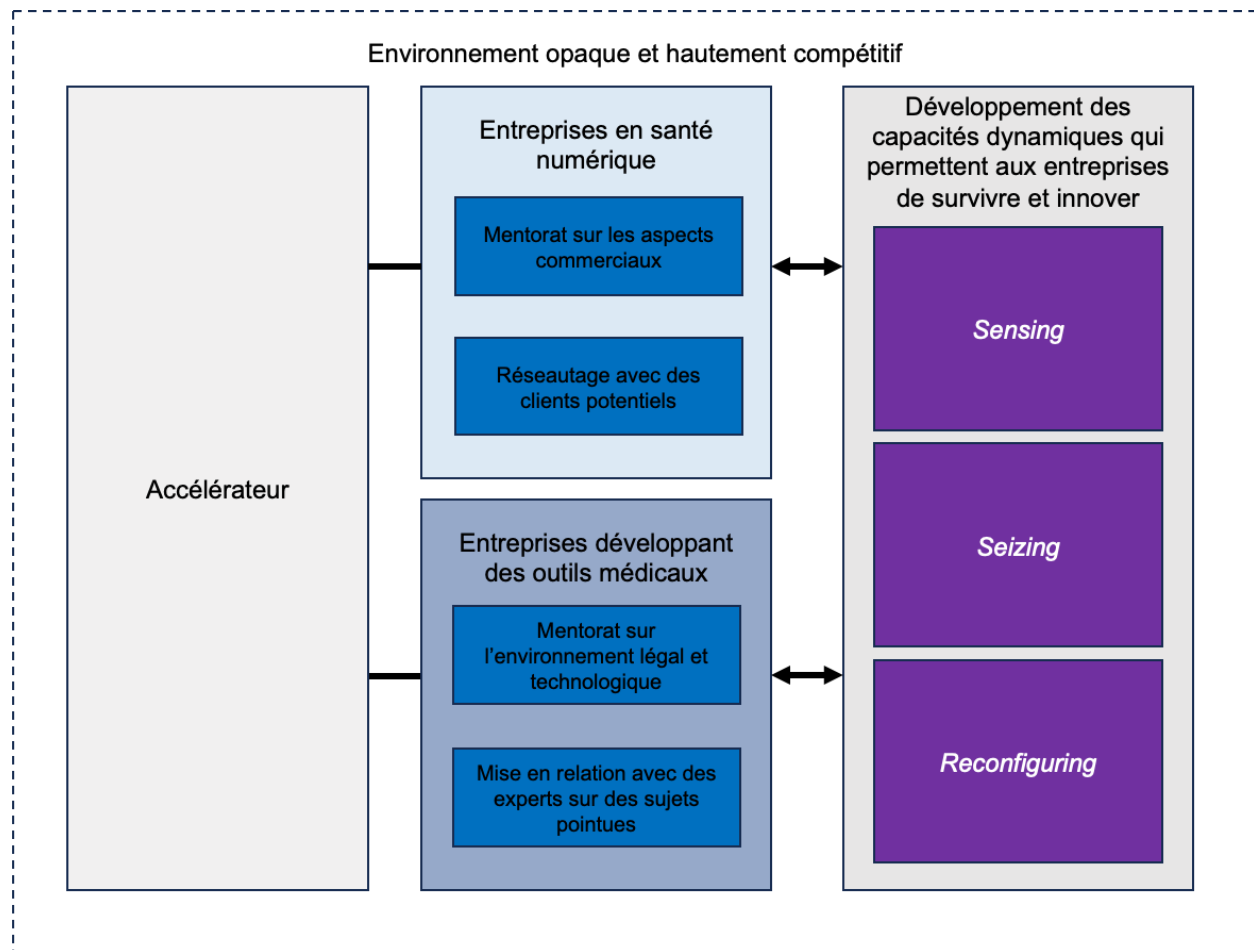 Environnement opaque et hautement compétitif
Accélérateur
Entreprises en santé
numérique
Mentorat sur les aspects
commerciaux
Réseautage avec des
clients potentiels
Entreprises développant
des outils médicaux
Mentorat sur
l'environnement légal et
technologique
Mise en relation avec des
experts sur des sujets
pointues
Développement des
capacités dynamiques qui
permettent aux entreprises
de survivre et innover
Sensing
Seizing
Reconfiguring